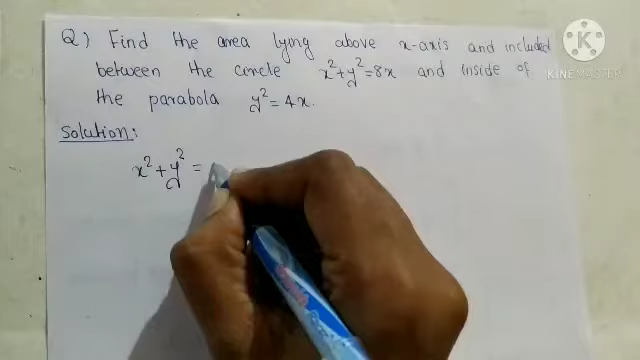 Q) Find the area lying above x-axis and included
between the circle x²+y²=8x and inside of
the parabola y²=4x.
Solution:
x²+y² =
KINEMASTER